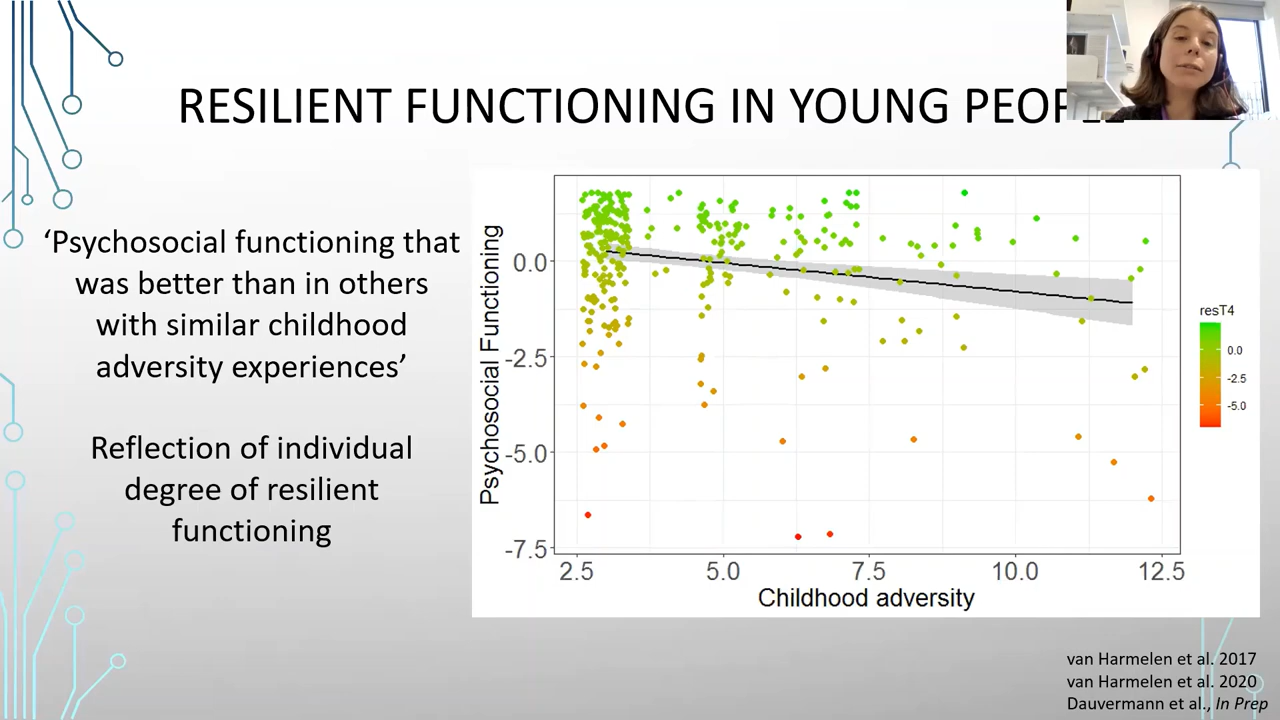 RESILIENT FUNCTIONING IN YOUNG
‘Psychosocial functioning that
was better than in others
with similar childhood
adversity experiences’
Reflection of individual
degree of resilient
functioning
Psychosocial Functioning
0.0
-2.5
-5.0
-7.5
2.5
5.0
7.5
10.0
12.5
Childhood adversity
resT4
0.0
-2.5
-5.0
van Harmelen et al. 2017
van Harmelen et al. 2020
Dauvermann et al., In Prep